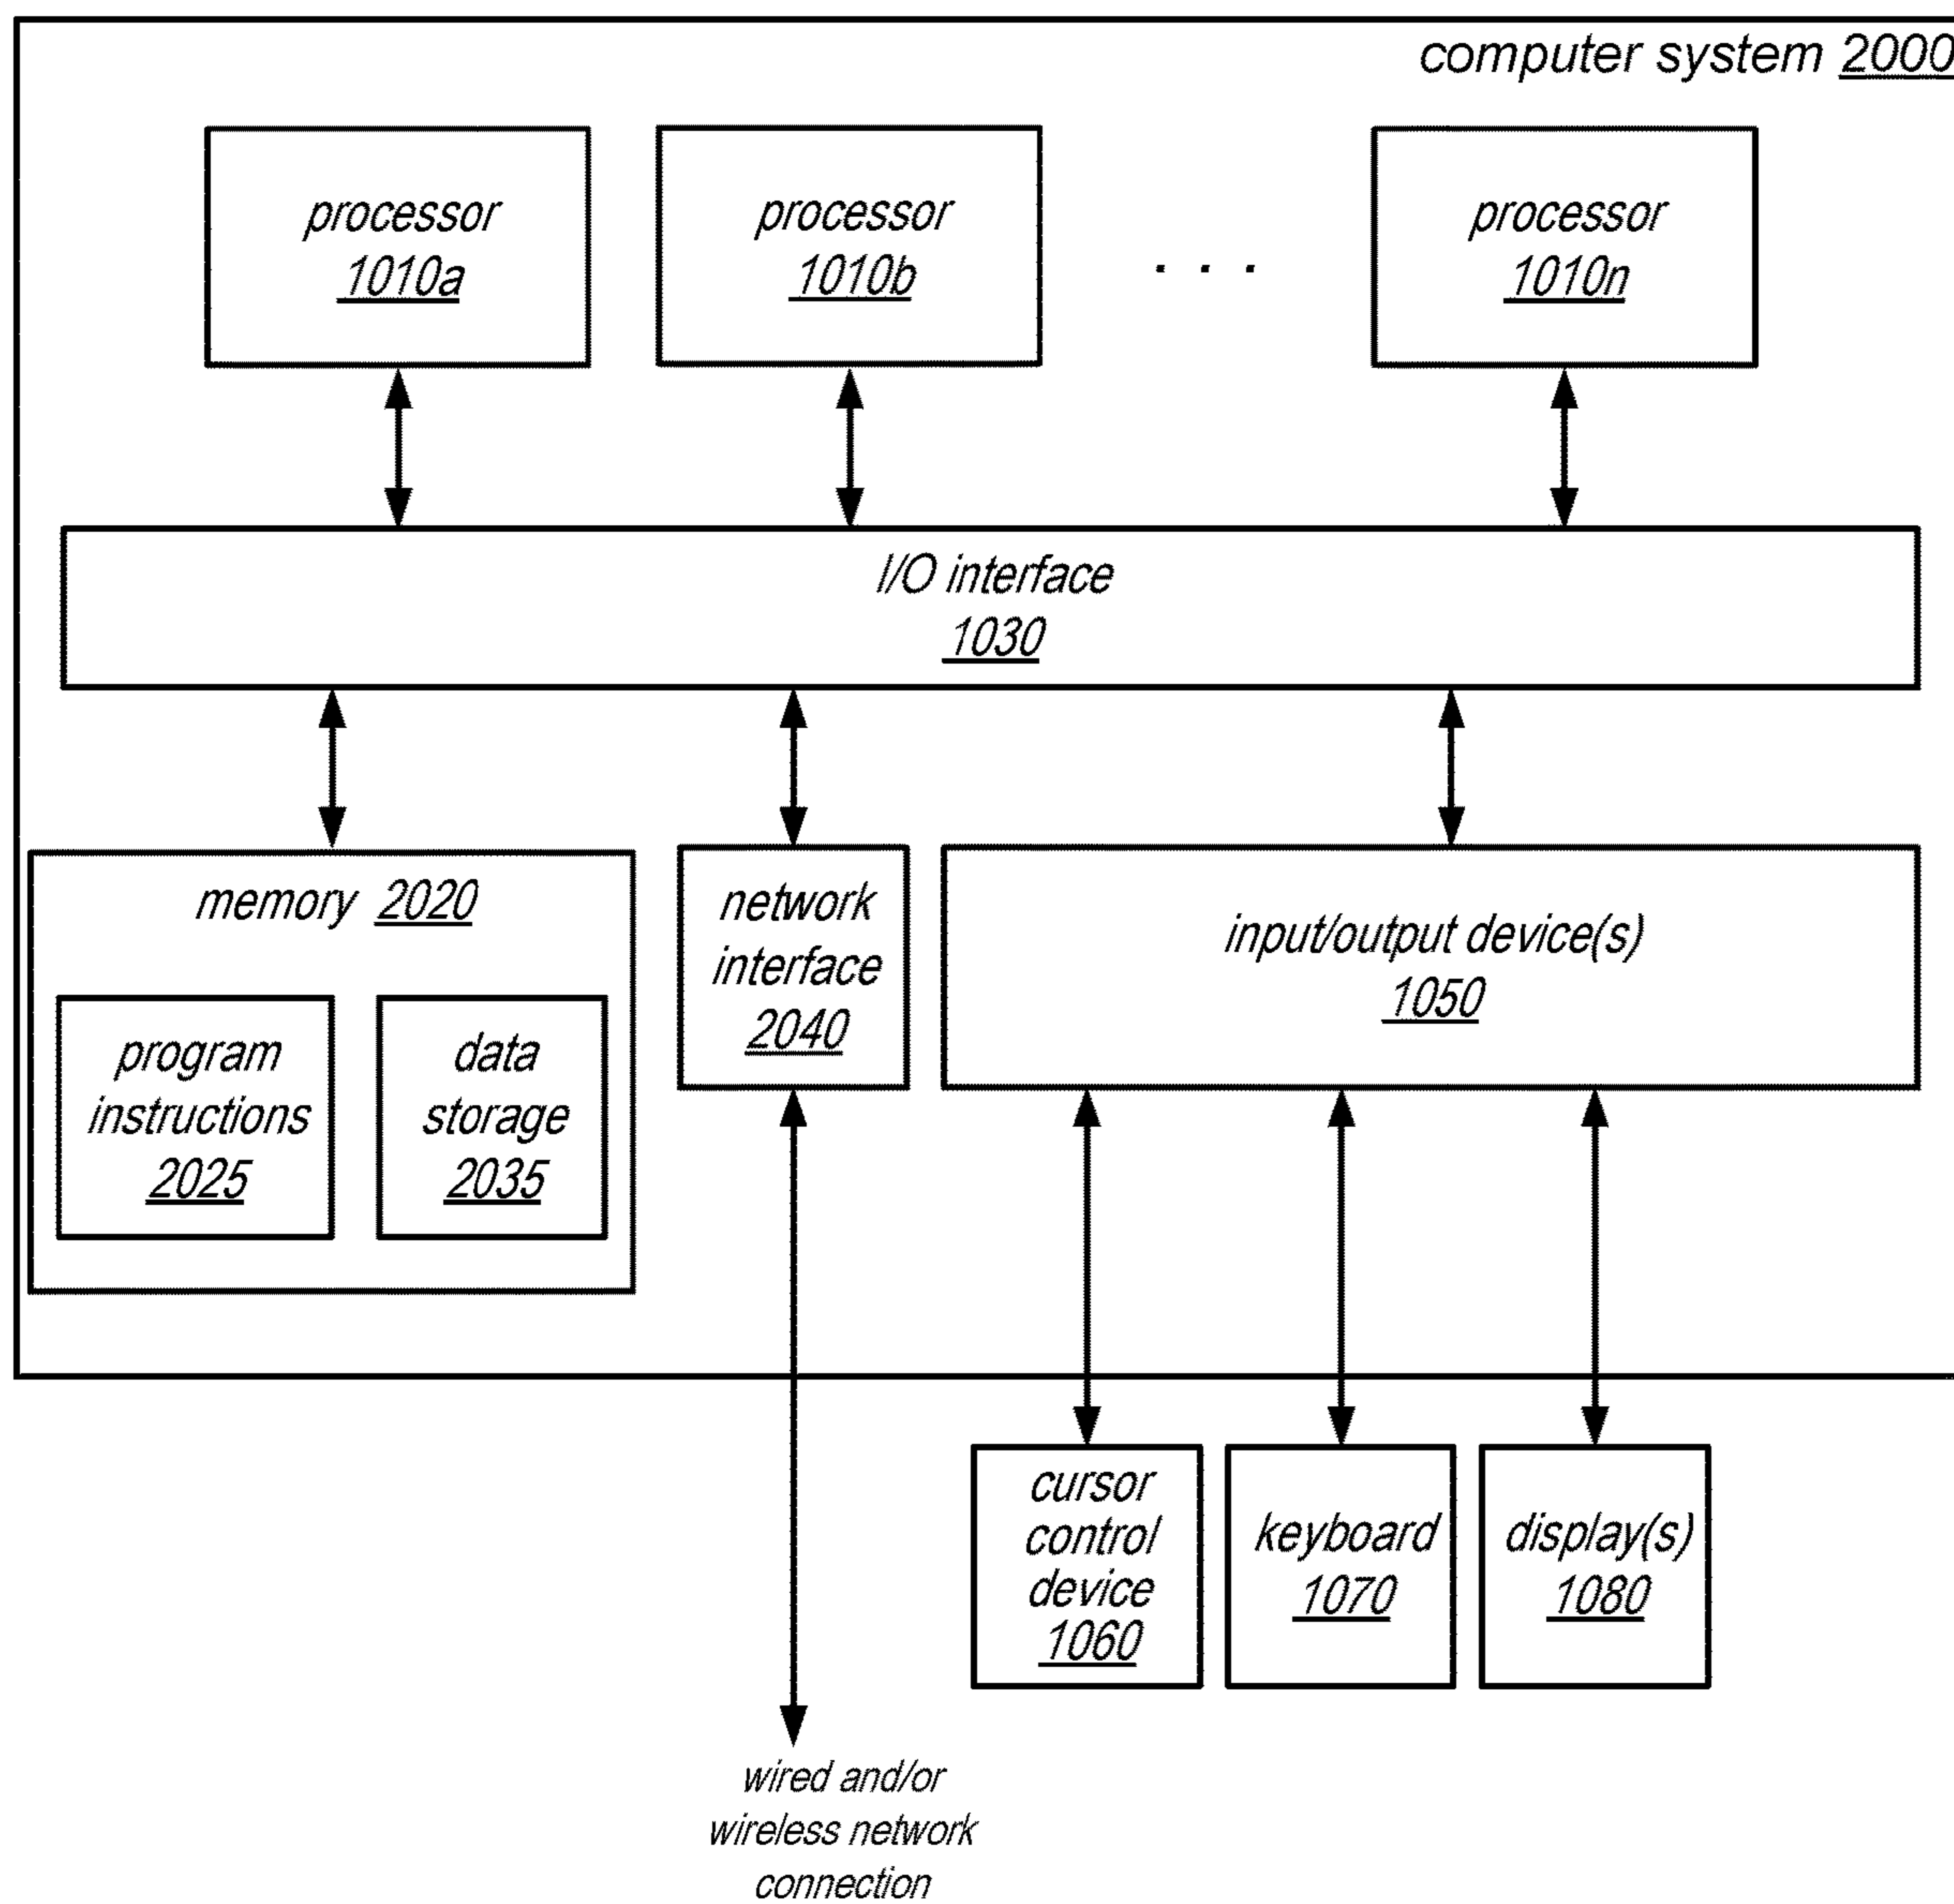 computer system 2000
processor
1010a
processor
1010b
. . .
processor
1010n
I/O interface
1030
memory 2020
program
instructions
2025
data
storage
2035
network
interface
2040
input/output device(s)
1050
cursor
control
device
1060
keyboard
1070
display(s)
1080
wired and/or
wireless network
connection